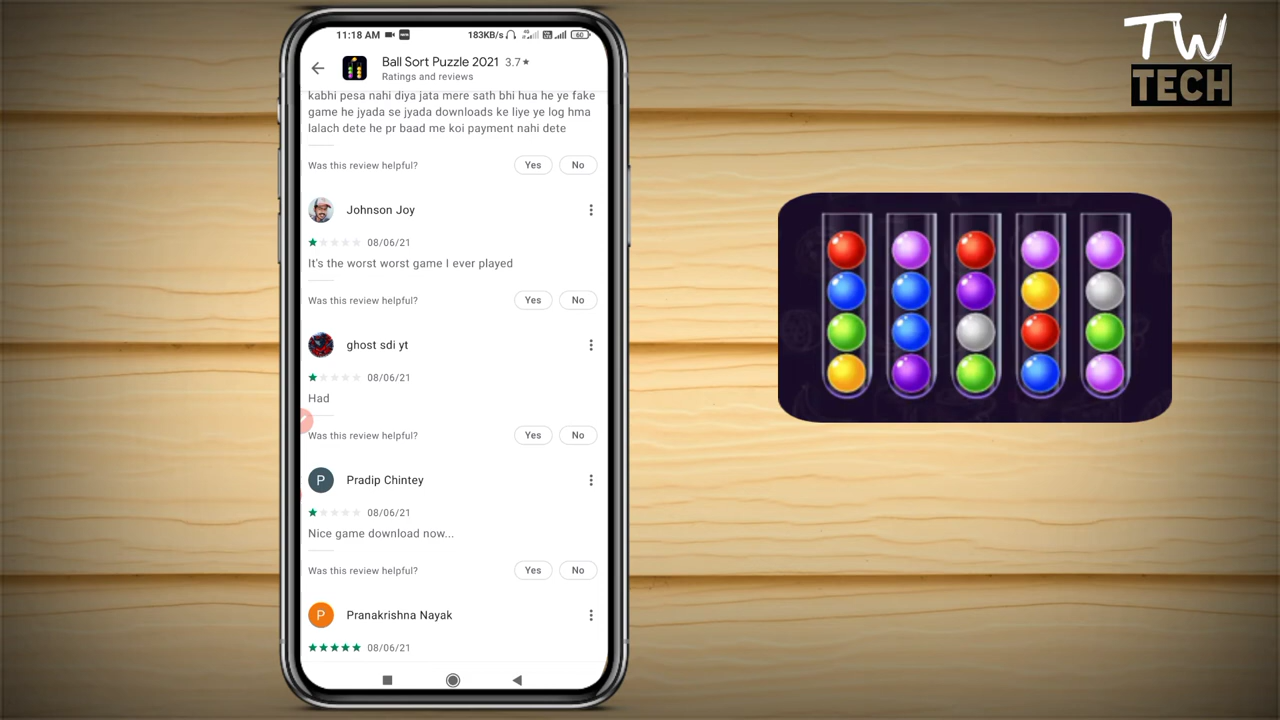 TW
TECH
11:18 AM
183KB/s
60
Ball Sort Puzzle 2021 3.7★
Ratings and reviews
kabhi pesa nahi diya jata mere sath bhi hua he ye fake
game he jyada se jyada downloads ke liye ye log hma
lalach dete he pr baad me koi payment nahi dete
Was this review helpful? Yes No
Johnson Joy
08/06/21
It's the worst worst game I ever played
Was this review helpful? Yes No
ghost sdi yt
08/06/21
Had
Was this review helpful? Yes No
P Pradip Chintey
08/06/21
Nice game download now...
Was this review helpful? Yes No
P Pranakrishna Nayak
08/06/21